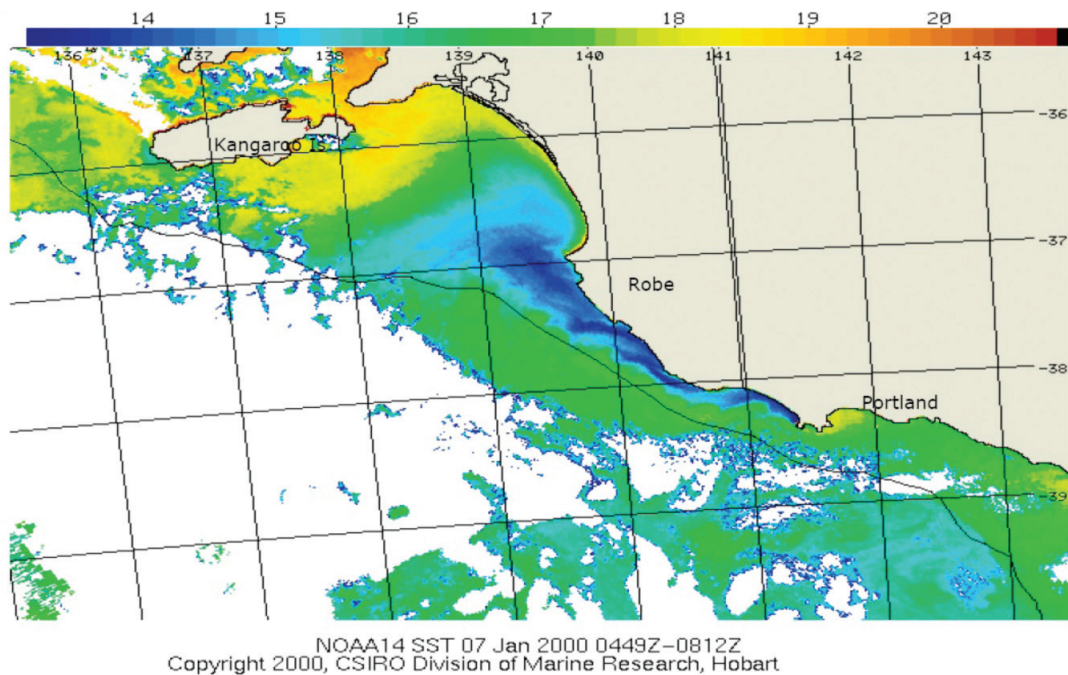 14 15 16 17 18 19 20
136 137 138 139 140 141 142 143
-36
Kangaroo Is
-37
Robe
-38
Portland
-39
NOAA14 SST 07 Jan 2000 0449Z-0812Z
Copyright 2000, CSIRO Division of Marine Research, Hobart